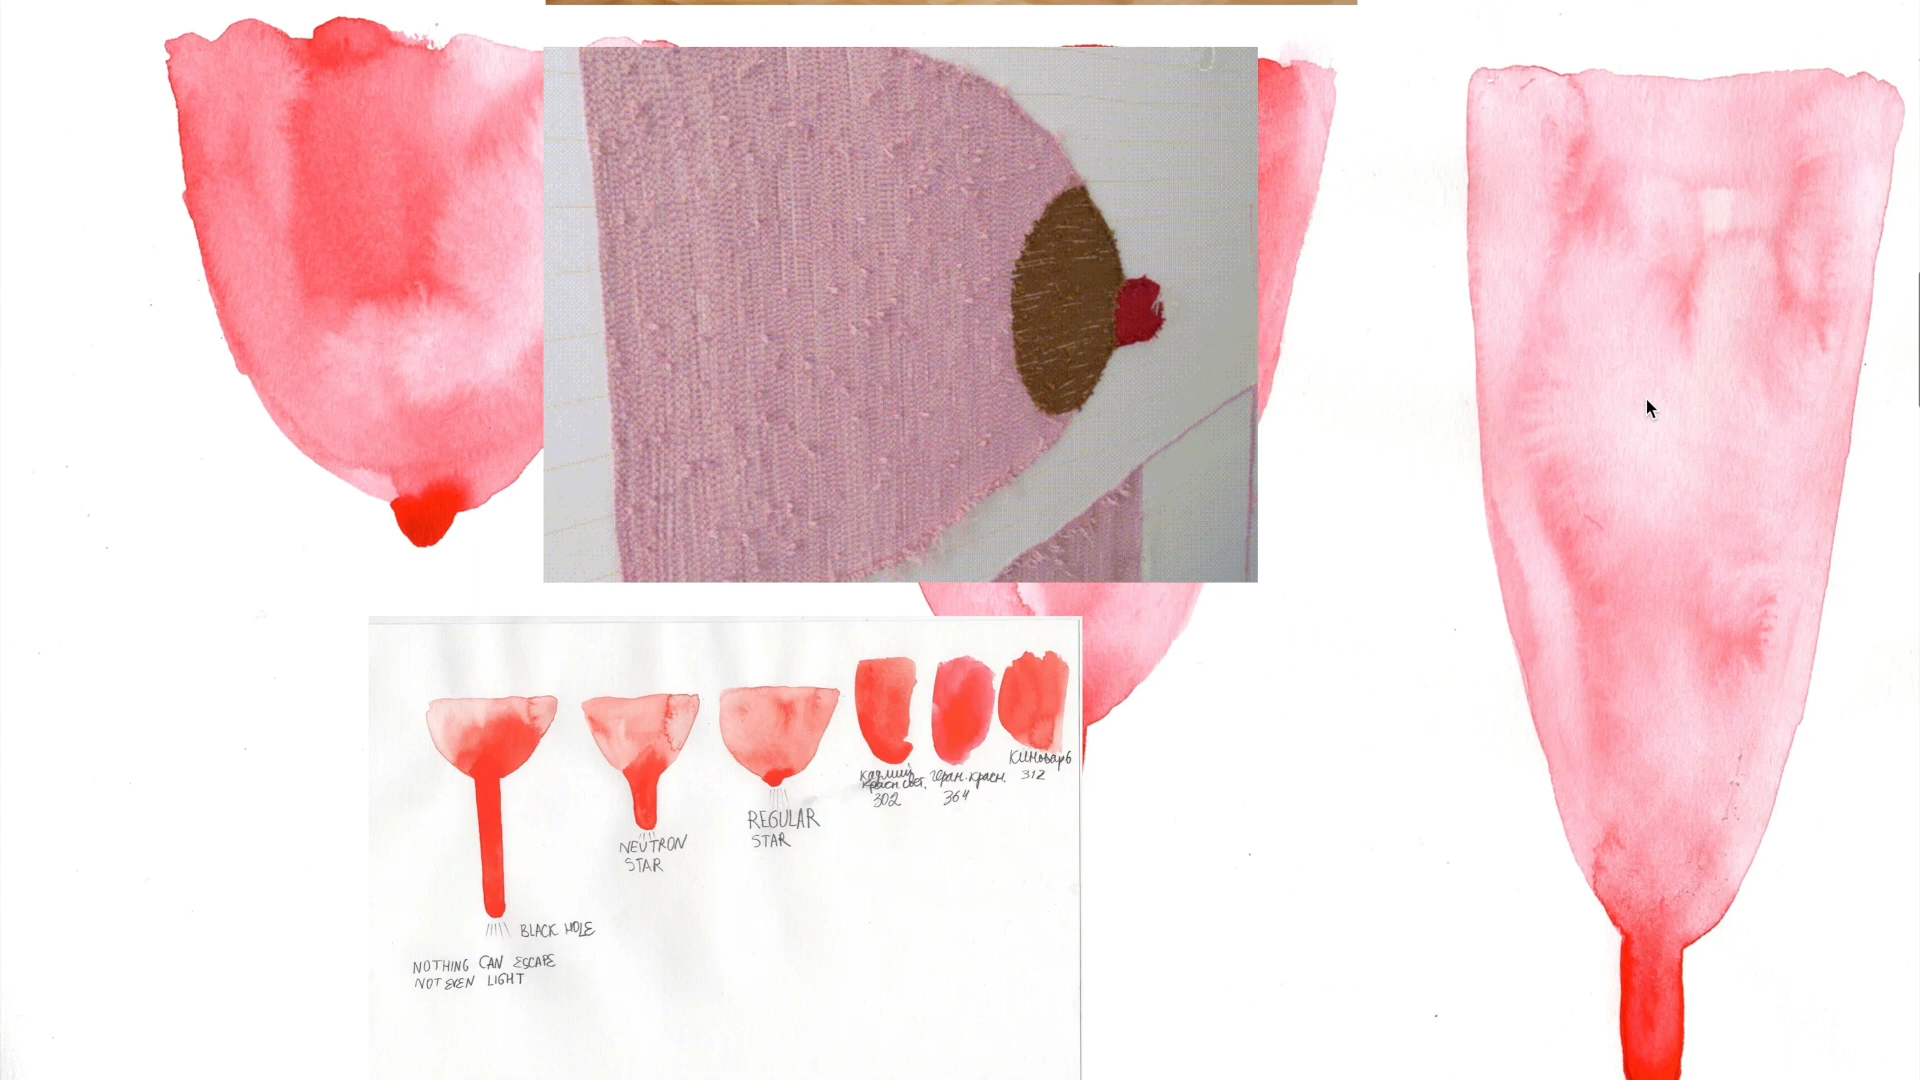 REGULAR
STAR
NEUTRON
STAR
BLACK HOLE
NOTHING CAN ESCAPE
NOT EVEN LIGHT
кадмий
красн свет.
302
геран. красн.
364
киноварь
312